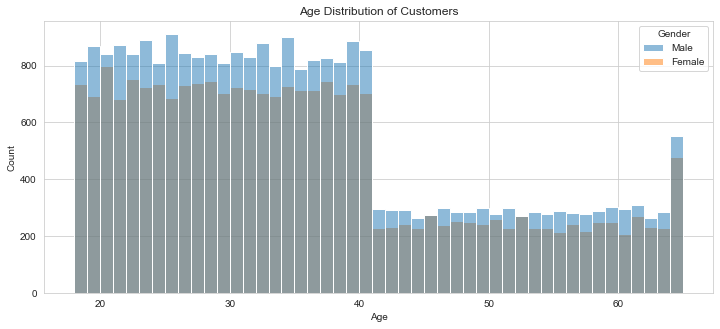 Age Distribution of Customers
Gender
Male
Female
Count
800
600
400
200
0
20 30 40 50 60
Age